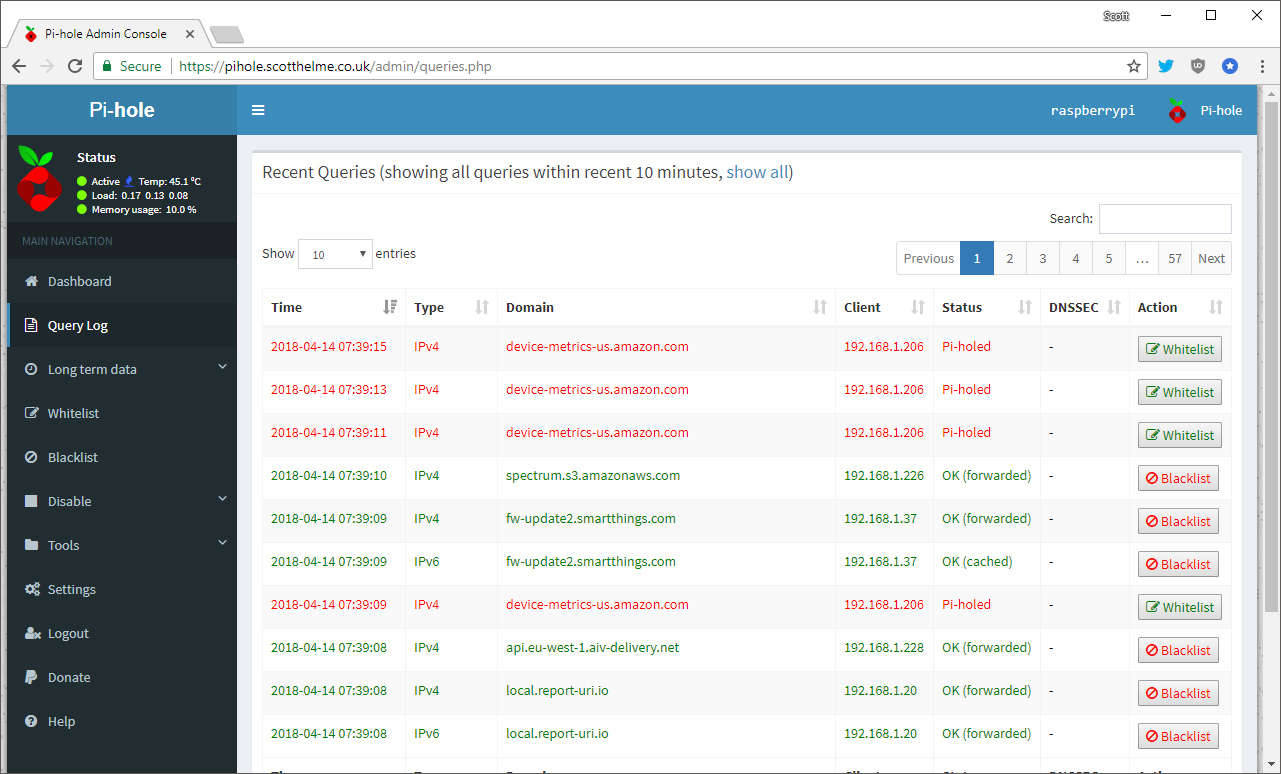 Scott
Pi-hole Admin Console
Secure https://pihole.scotthelme.co.uk/admin/queries.php
Pi-hole raspberrypi Pi-hole
Status
Active Temp: 45.1 °C
Load: 0.17 0.13 0.08
Memory usage: 10.0 %
MAIN NAVIGATION
Dashboard
Query Log
Long term data
Whitelist
Blacklist
Disable
Tools
Settings
Logout
Donate
Help
Recent Queries (showing all queries within recent 10 minutes, show all)
Search:
Show 10 entries Previous 1 2 3 4 5 … 57 Next
Time Type Domain Client Status DNSSEC Action
2018-04-14 07:39:15 IPv4 device-metrics-us.amazon.com 192.168.1.206 Pi-holed - Whitelist
2018-04-14 07:39:13 IPv4 device-metrics-us.amazon.com 192.168.1.206 Pi-holed - Whitelist
2018-04-14 07:39:11 IPv4 device-metrics-us.amazon.com 192.168.1.206 Pi-holed - Whitelist
2018-04-14 07:39:10 IPv4 spectrum.s3.amazonaws.com 192.168.1.226 OK (forwarded) - Blacklist
2018-04-14 07:39:09 IPv4 fw-update2.smartthings.com 192.168.1.37 OK (forwarded) - Blacklist
2018-04-14 07:39:09 IPv6 fw-update2.smartthings.com 192.168.1.37 OK (cached) - Blacklist
2018-04-14 07:39:09 IPv4 device-metrics-us.amazon.com 192.168.1.206 Pi-holed - Whitelist
2018-04-14 07:39:08 IPv4 api.eu-west-1.aiv-delivery.net 192.168.1.228 OK (forwarded) - Blacklist
2018-04-14 07:39:08 IPv4 local.report-uri.io 192.168.1.20 OK (forwarded) - Blacklist
2018-04-14 07:39:08 IPv6 local.report-uri.io 192.168.1.20 OK (forwarded) - Blacklist